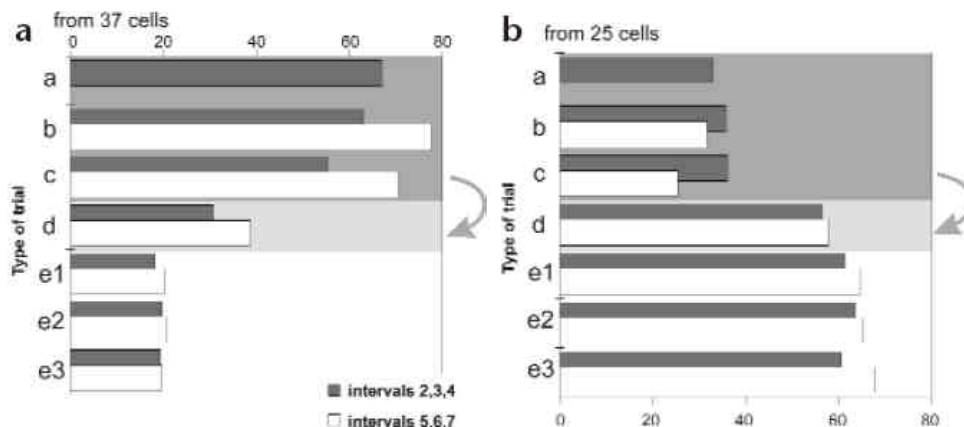 a from 37 cells
0 20 40 60 80
a
b
c
d
e1
e2
e3
Type of trial
intervals 2,3,4
intervals 5,6,7
b from 25 cells
a
b
c
d
e1
e2
e3
Type of trial
0 20 40 60 80